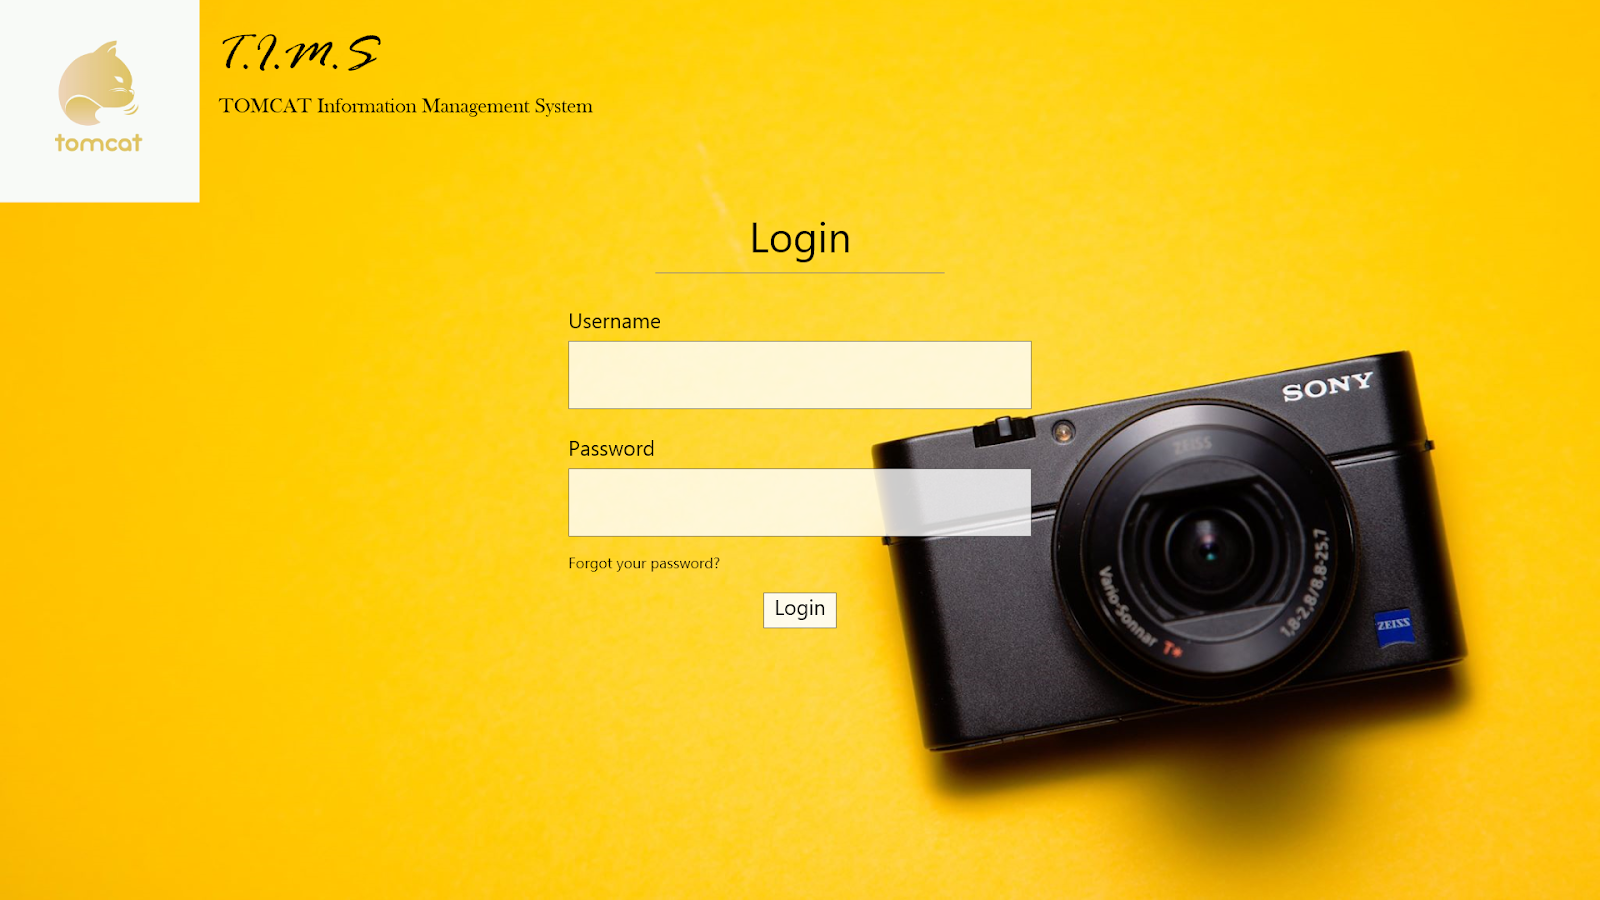 T.I.M.S
TOMCAT Information Management System
tomcat
Login
Username
Password
Forgot your password?
Login
SONY
ZEISS
Vario-Sonnar T* 1,8-2,8/8,8-25,7
ZEISS